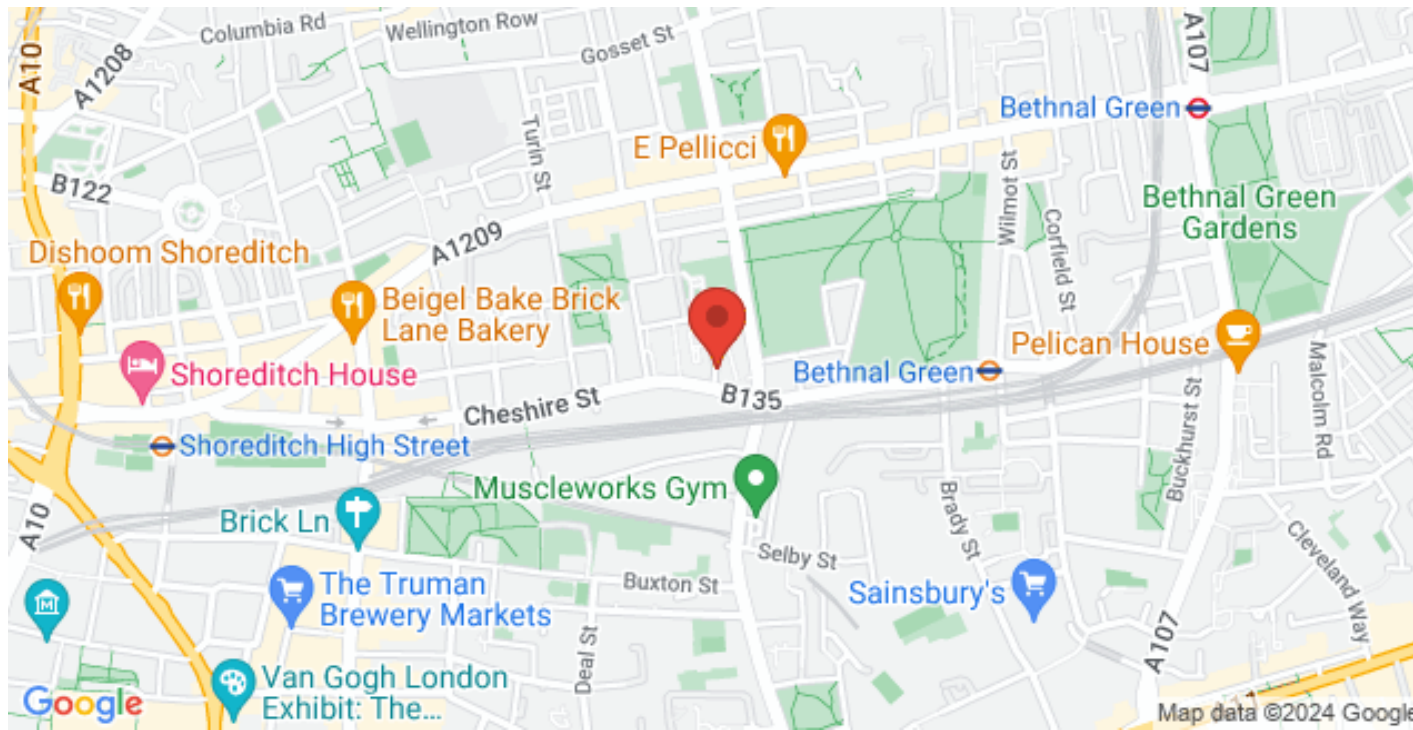 Columbia Rd
Wellington Row
A107
A10
Gosset St
A1208
Bethnal Green
Turin St
E Pellicci
Wilmot St
B122
Bethnal Green
Gardens
Corfield St
A1209
Dishoom Shoreditch
Beigel Bake Brick
Lane Bakery
Pelican House
Shoreditch House
Bethnal Green
Malcolm Rd
Cheshire St
B135
Shoreditch High Street
Buckhurst St
Muscleworks Gym
Brick Ln
A10
Brady St
Selby St
Cleveland Way
The Truman
Brewery Markets
Buxton St
Sainsbury's
Deal St
A107
Van Gogh London
Exhibit: The...
Google
Map data ©2024 Google